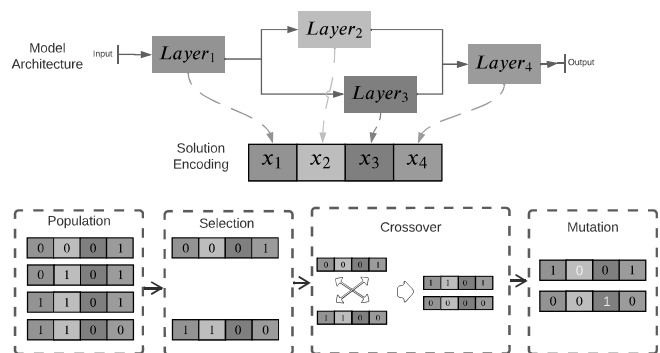 Model Architecture
Input
Layer1
Layer2
Layer3
Layer4
Output
Solution Encoding
x1 x2 x3 x4
Population
0 0 0 1
0 1 0 1
1 1 0 1
1 1 0 0
Selection
0 0 0 1
1 1 0 0
Crossover
0 0 0 1
1 1 0 0
1 1 0 1
0 0 0 0
Mutation
1 0 0 1
0 0 1 0